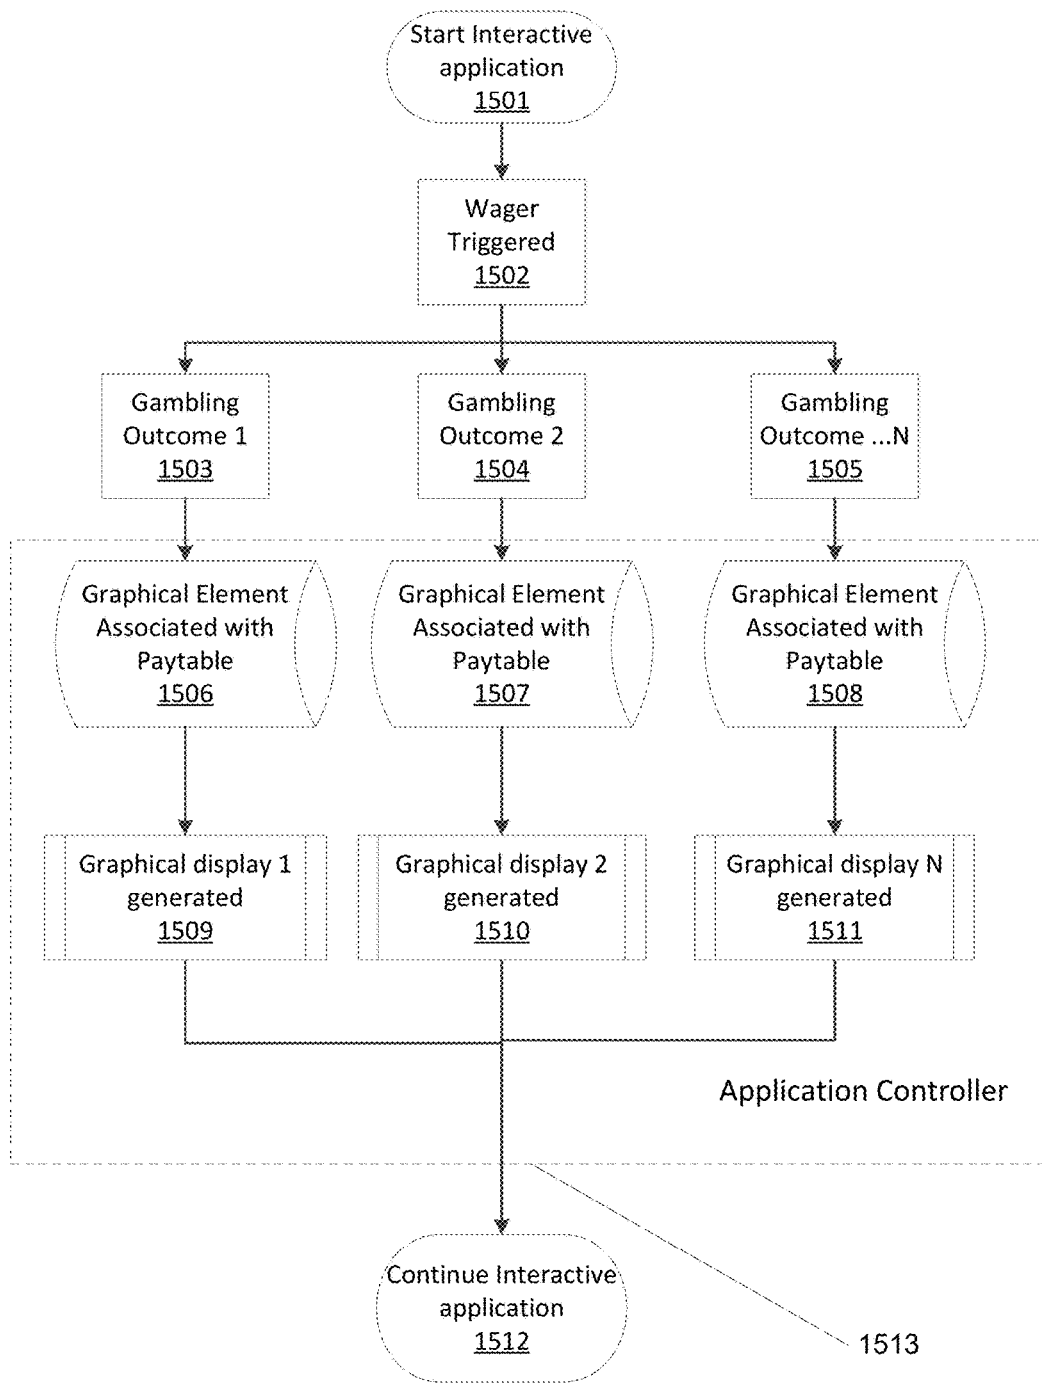 Start Interactive
application
1501
Wager
Triggered
1502
Gambling
Outcome 1
1503
Gambling
Outcome 2
1504
Gambling
Outcome ...N
1505
Graphical Element
Associated with
Paytable
1506
Graphical Element
Associated with
Paytable
1507
Graphical Element
Associated with
Paytable
1508
Graphical display 1
generated
1509
Graphical display 2
generated
1510
Graphical display N
generated
1511
Application Controller
Continue Interactive
application
1512
1513